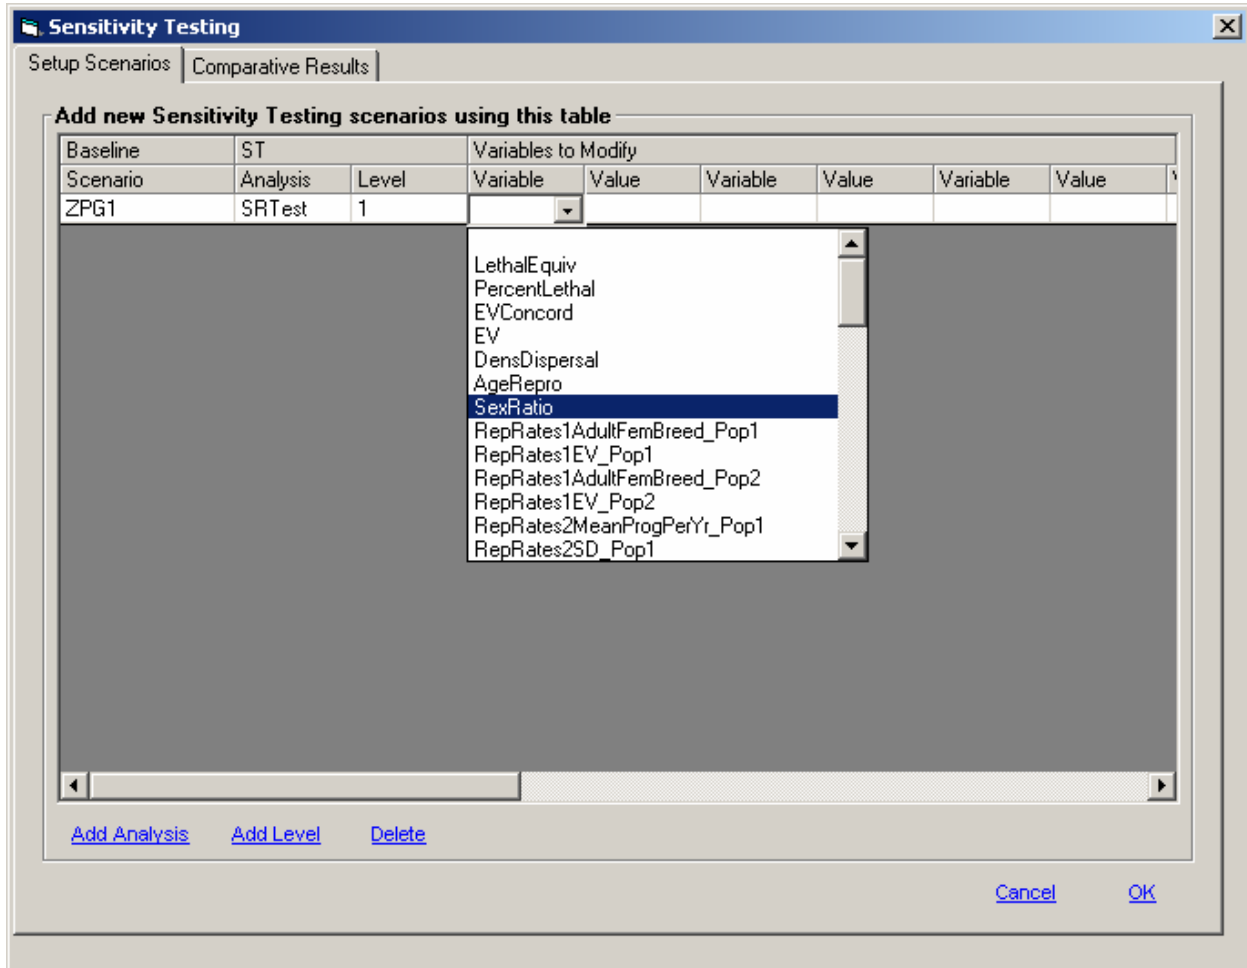 Sensitivity Testing
Setup Scenarios Comparative Results
Add new Sensitivity Testing scenarios using this table
Baseline ST Variables to Modify
Scenario Analysis Level Variable Value Variable Value Variable Value
ZPG1 SRTest 1
LethalEquiv
PercentLethal
EVConcord
EV
DensDispersal
AgeRepro
SexRatio
RepRates1AdultFemBreed_Pop1
RepRates1EV_Pop1
RepRates1AdultFemBreed_Pop2
RepRates1EV_Pop2
RepRates2MeanProgPerYr_Pop1
RepRates2SD_Pop1
Add Analysis Add Level Delete
Cancel OK